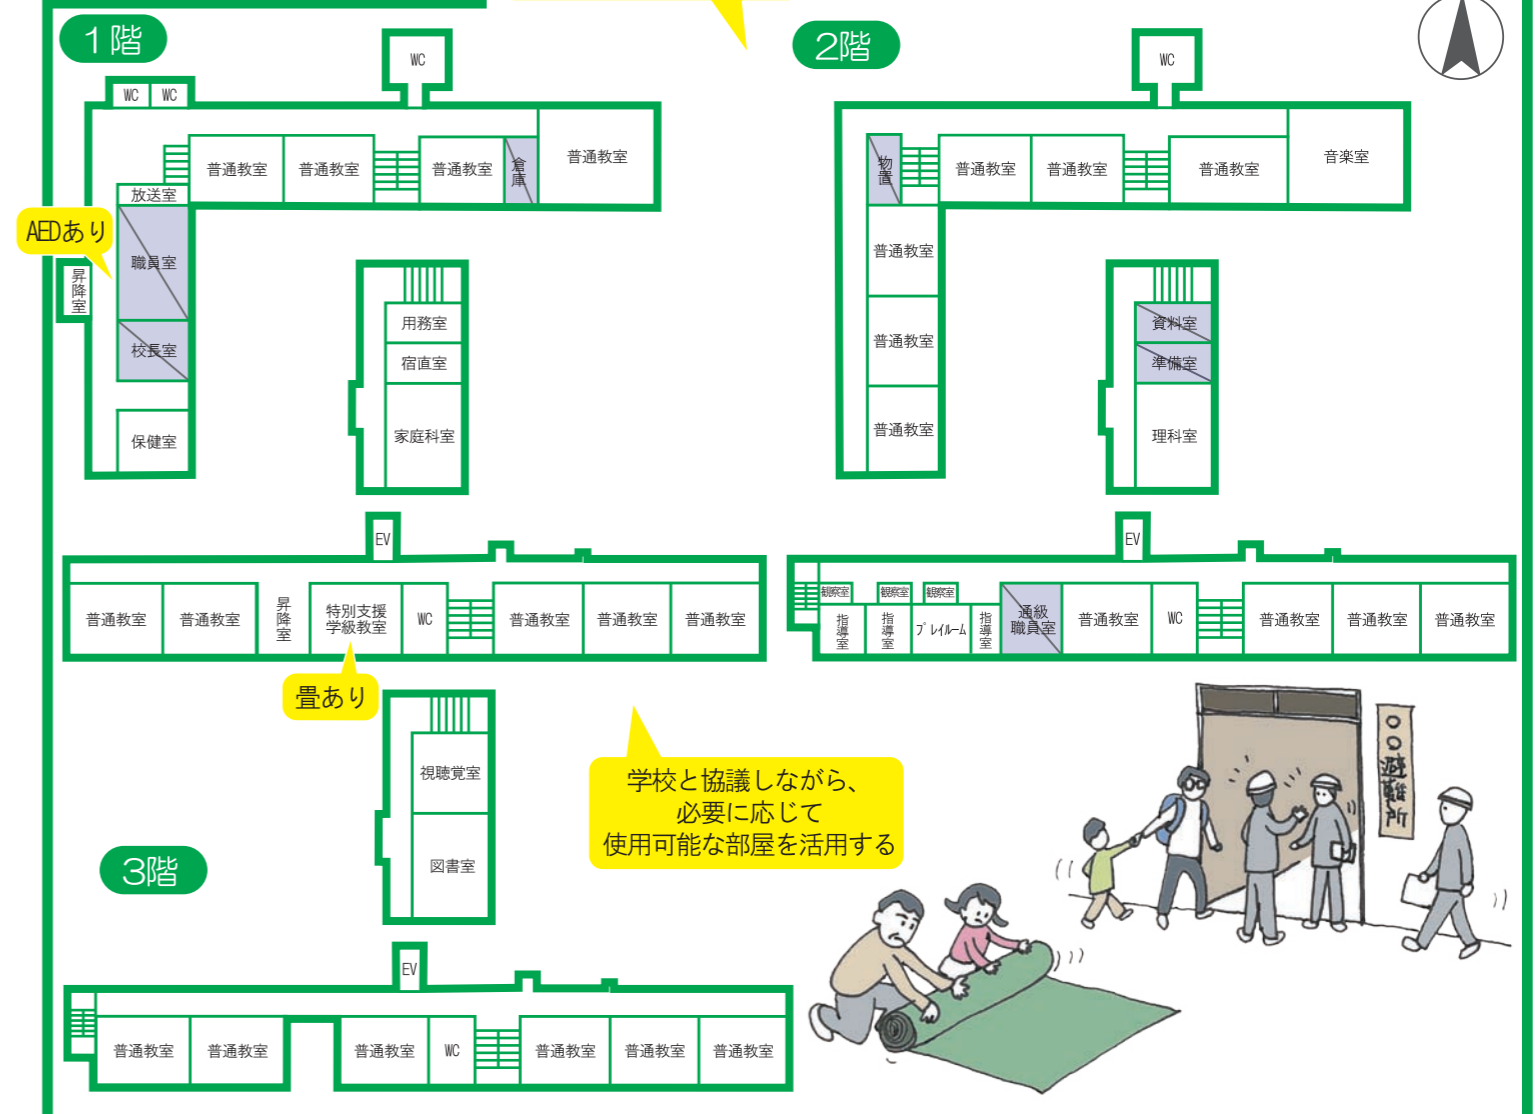 1階
WC
WC
WC
普通教室
普通教室
普通教室
倉庫
普通教室
放送室
AEDあり
職員室
昇降室
校長室
保健室
用務室
宿直室
家庭科室
EV
普通教室
普通教室
昇降室
特別支援
学級教室
WC
普通教室
普通教室
普通教室
畳あり
2階
WC
物置
普通教室
普通教室
普通教室
音楽室
普通教室
普通教室
普通教室
資料室
準備室
理科室
EV
観察室
観察室
観察室
指導室
指導室
プレイルーム
指導室
通級
職員室
普通教室
WC
普通教室
普通教室
普通教室
3階
視聴覚室
図書室
学校と協議しながら、
必要に応じて
使用可能な部屋を活用する
EV
普通教室
普通教室
普通教室
WC
普通教室
普通教室
普通教室
○○避難所